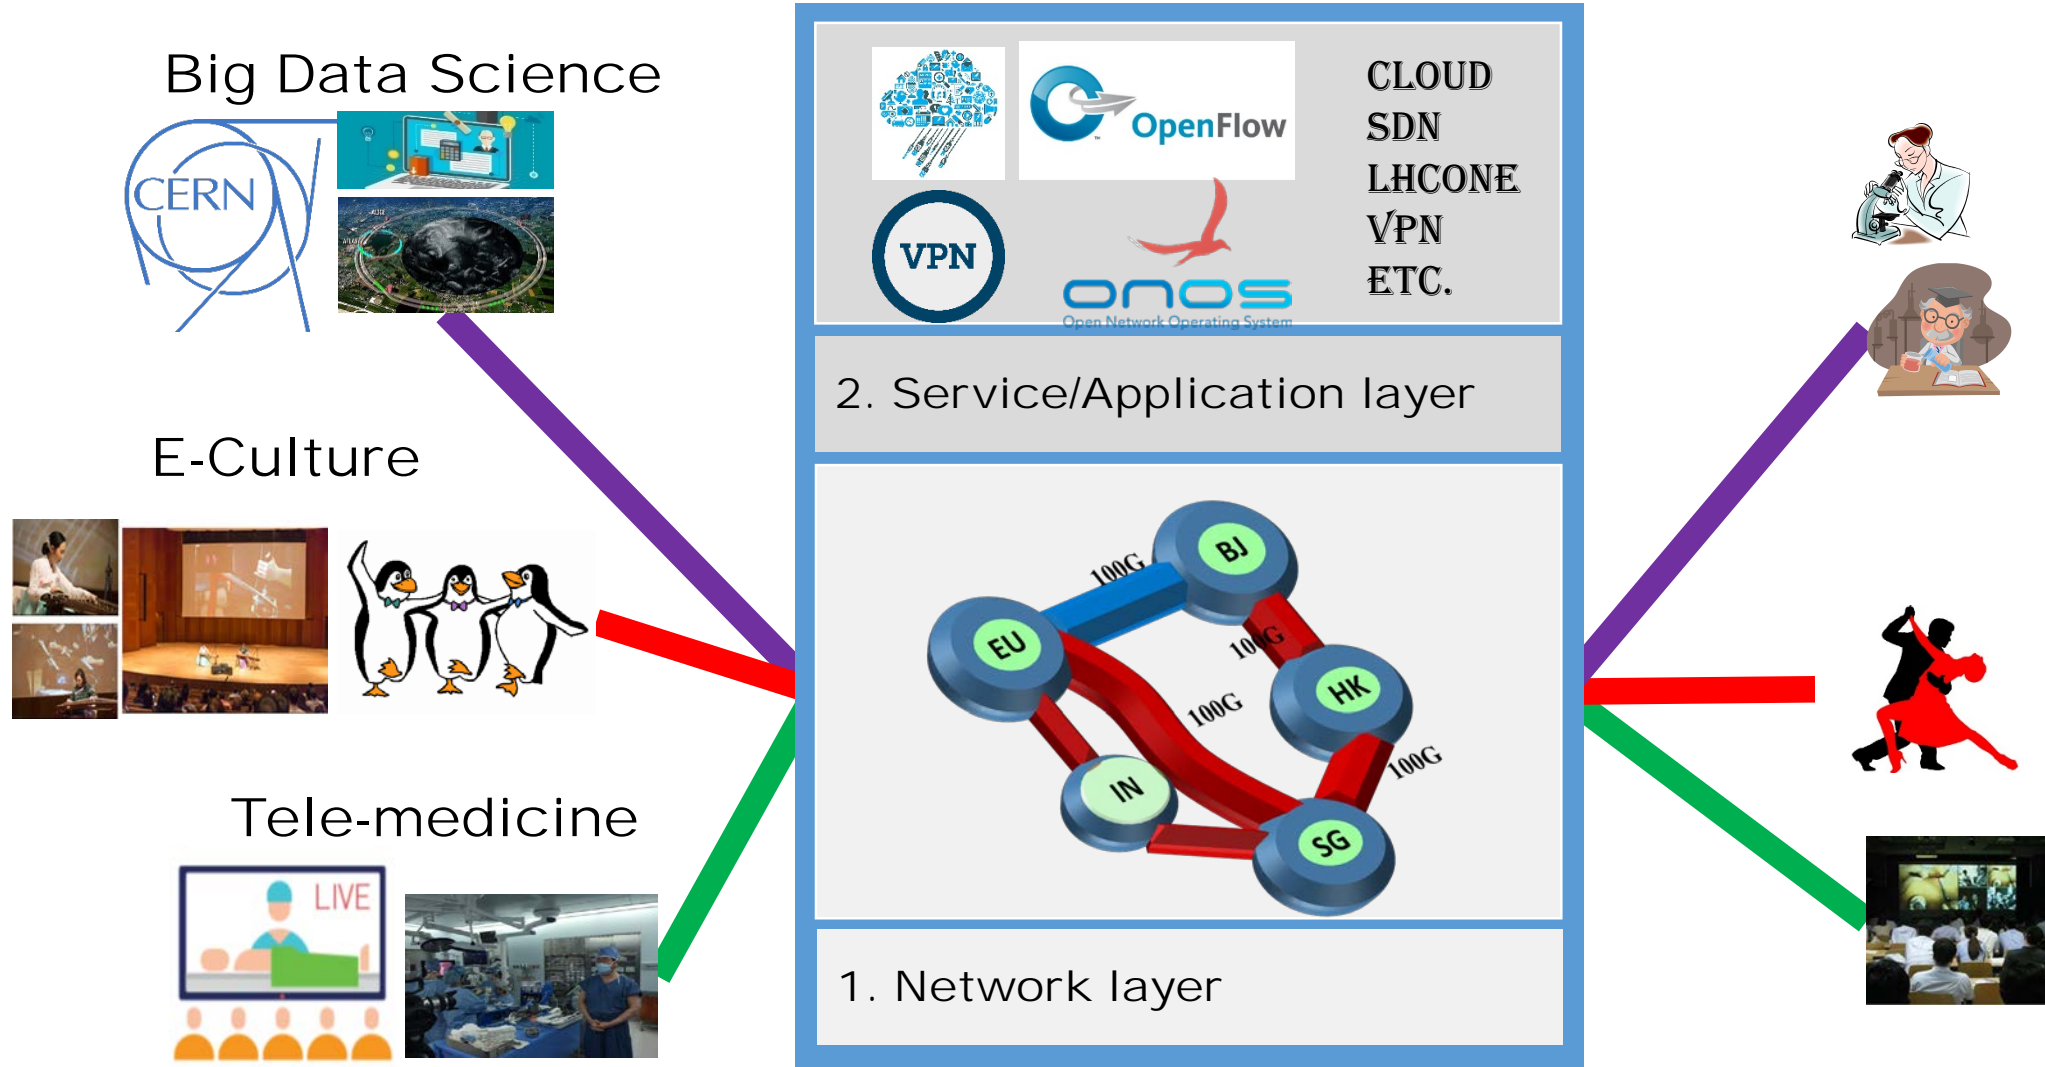 Big Data Science
CERN
E-Culture
Tele-medicine
LIVE
OpenFlow
VPN
onos
Open Network Operating System
CLOUD
SDN
LHCONE
VPN
ETC.
2. Service/Application layer
BJ
100G
EU
100G
HK
100G
100G
IN
SG
1. Network layer